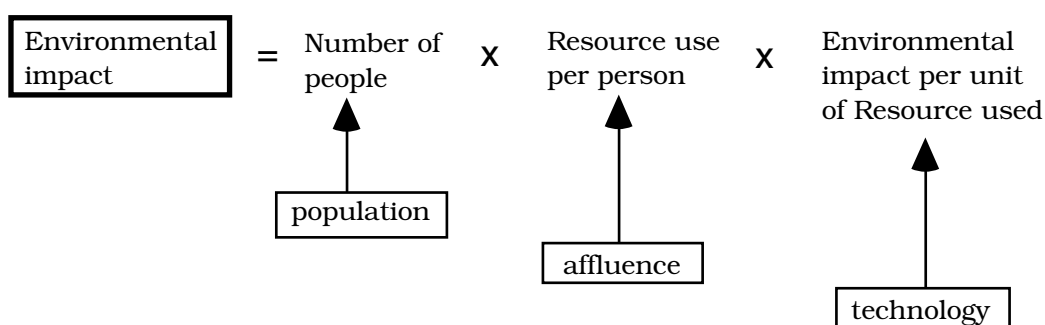 Environmental
impact
=
Number of
people
x
Resource use
per person
x
Environmental
impact per unit
of Resource used
population
affluence
technology